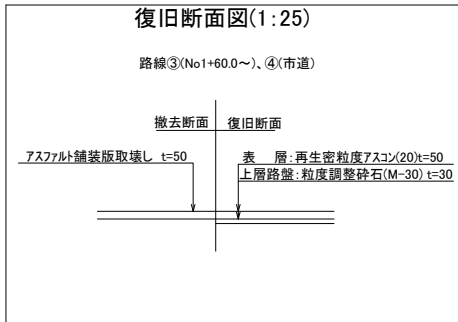 復旧断面図(1:25)
路線③(No1+60.0～)、④(市道)
撤去断面 復旧断面
アスファルト舗装版取壊し t=50
表　層:再生密粒度アスコン(20)t=50
上層路盤:粒度調整砕石(M-30) t=30